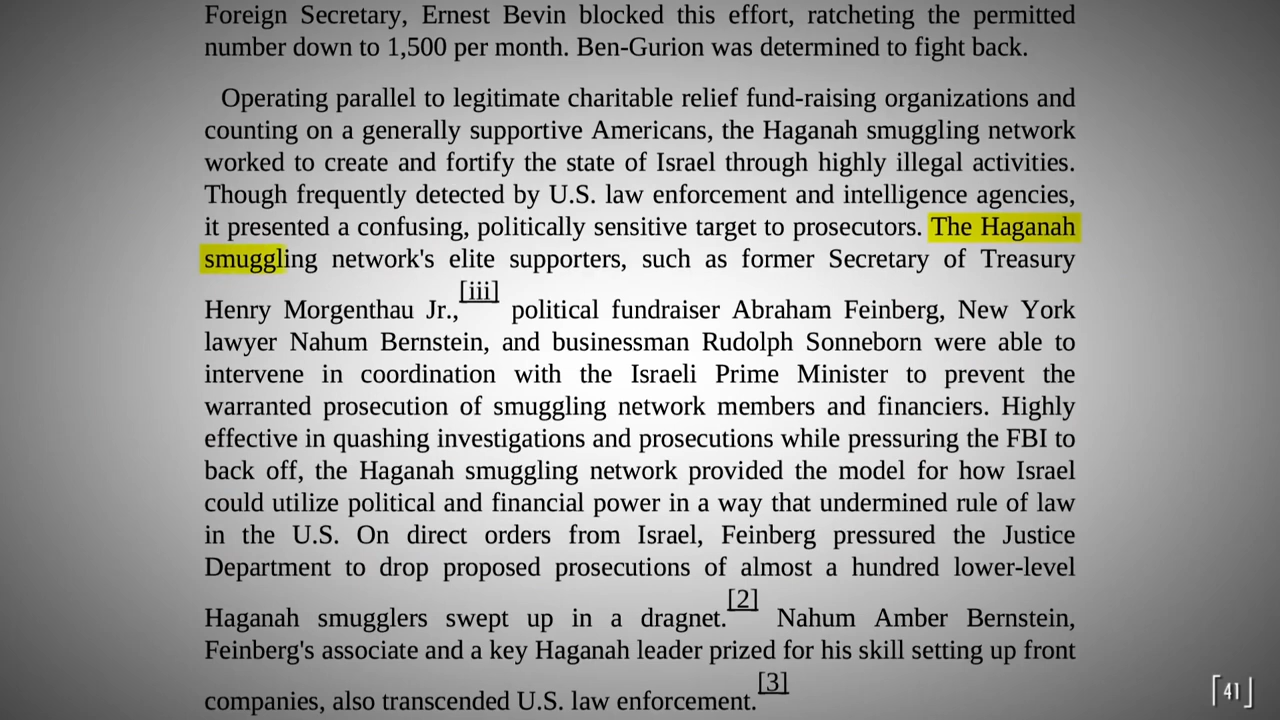 Foreign Secretary, Ernest Bevin blocked this effort, ratcheting the permitted
number down to 1,500 per month. Ben-Gurion was determined to fight back.
Operating parallel to legitimate charitable relief fund-raising organizations and
counting on a generally supportive Americans, the Haganah smuggling network
worked to create and fortify the state of Israel through highly illegal activities.
Though frequently detected by U.S. law enforcement and intelligence agencies,
it presented a confusing, politically sensitive target to prosecutors. The Haganah
smuggling network's elite supporters, such as former Secretary of Treasury
Henry Morgenthau Jr.,[iii] political fundraiser Abraham Feinberg, New York
lawyer Nahum Bernstein, and businessman Rudolph Sonneborn were able to
intervene in coordination with the Israeli Prime Minister to prevent the
warranted prosecution of smuggling network members and financiers. Highly
effective in quashing investigations and prosecutions while pressuring the FBI to
back off, the Haganah smuggling network provided the model for how Israel
could utilize political and financial power in a way that undermined rule of law
in the U.S. On direct orders from Israel, Feinberg pressured the Justice
Department to drop proposed prosecutions of almost a hundred lower-level
Haganah smugglers swept up in a dragnet.[2] Nahum Amber Bernstein,
Feinberg's associate and a key Haganah leader prized for his skill setting up front
companies, also transcended U.S. law enforcement.[3]
[41]